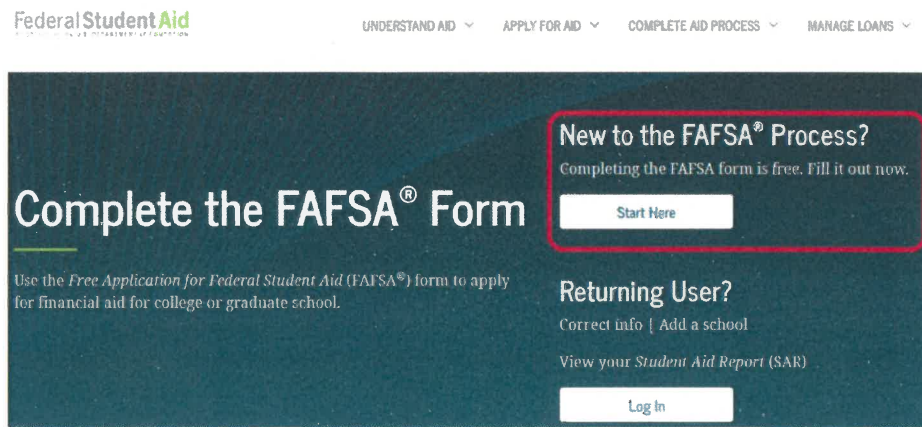 Federal Student Aid
UNDERSTAND AID
APPLY FOR AID
COMPLETE AID PROCESS
MANAGE LOANS
Complete the FAFSA® Form
Use the Free Application for Federal Student Aid (FAFSA®) form to apply
for financial aid for college or graduate school.
New to the FAFSA® Process?
Completing the FAFSA form is free. Fill it out now.
Start Here
Returning User?
Correct info | Add a school
View your Student Aid Report (SAR)
Log In